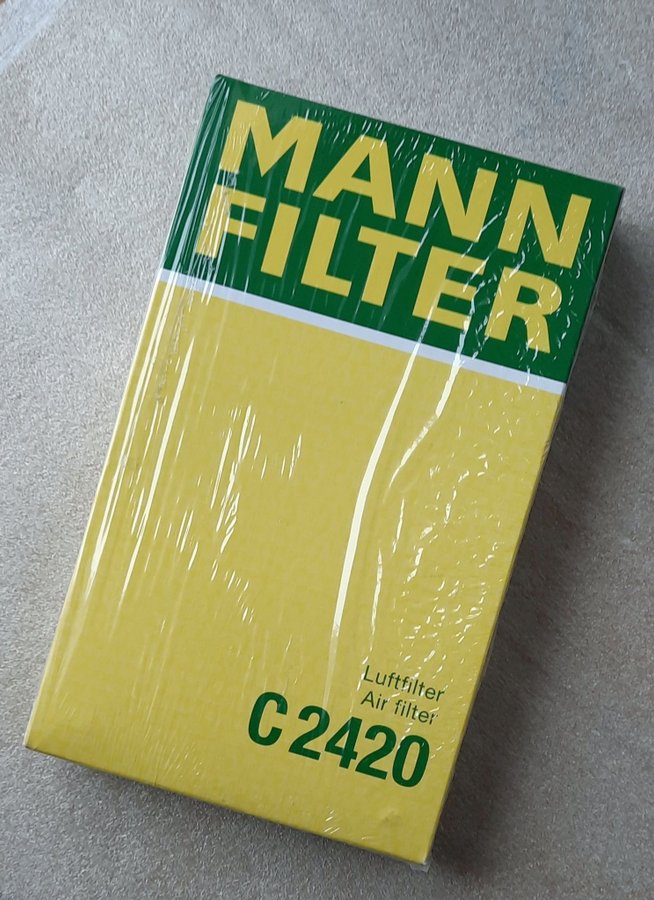 MANN
FILTER
Luftfilter
Air filter
C 2420